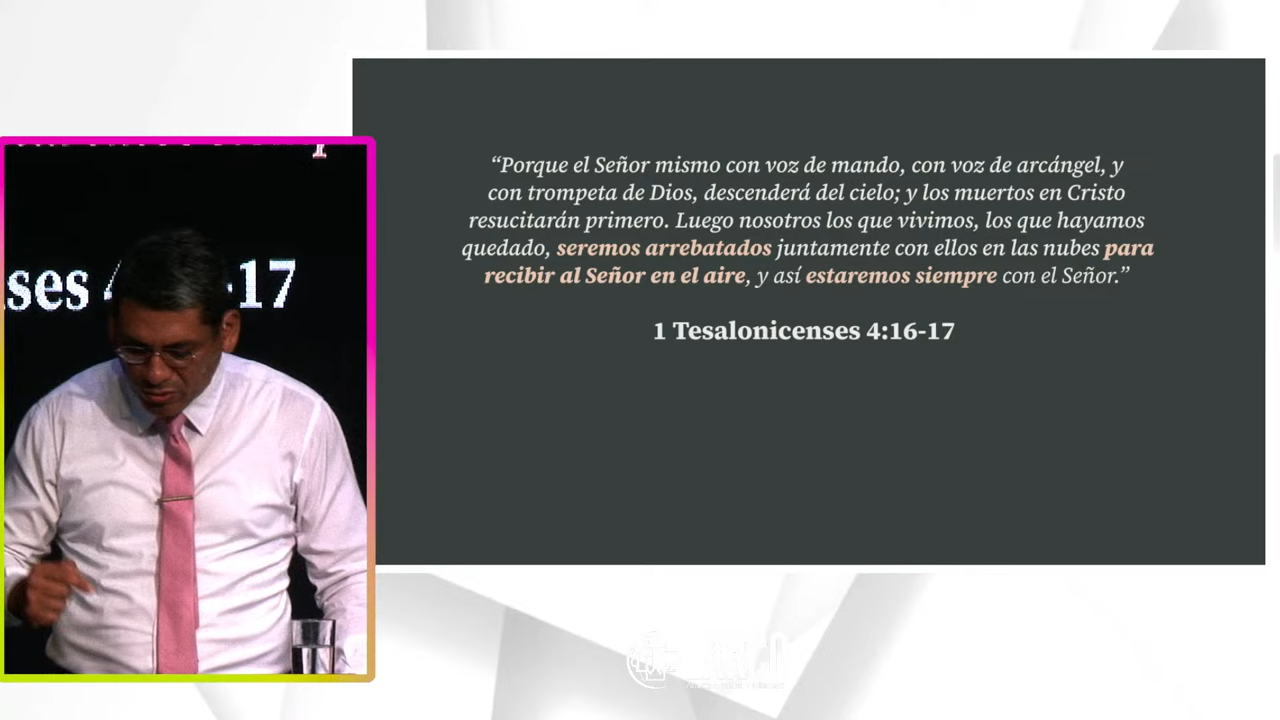 “Porque el Señor mismo con voz de mando, con voz de arcángel, y
con trompeta de Dios, descenderá del cielo; y los muertos en Cristo
resucitarán primero. Luego nosotros los que vivimos, los que hayamos
quedado, seremos arrebatados juntamente con ellos en las nubes para
recibir al Señor en el aire, y así estaremos siempre con el Señor.”
1 Tesalonicenses 4:16-17
ses 4 -17